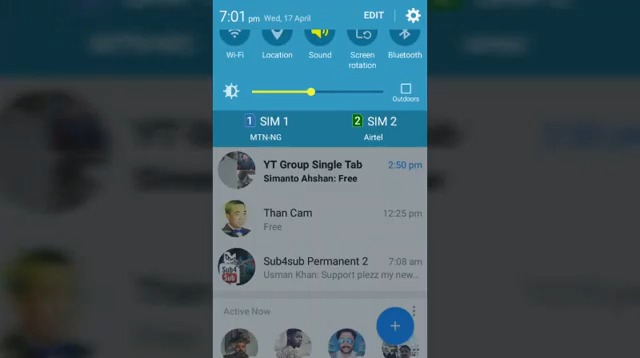 7:01 pm Wed, 17 April EDIT
Wi-Fi Location Sound Screen rotation Bluetooth
Outdoors
1 SIM 1 2 SIM 2
MTN-NG Airtel
YT Group Single Tab 2:50 pm
Simanto Ahshan: Free
Than Cam 12:25 pm
Free
Sub4sub Permanent 2 7:08 am
Usman Khan: Support plezz my new...
Sub4
Sub
Active Now